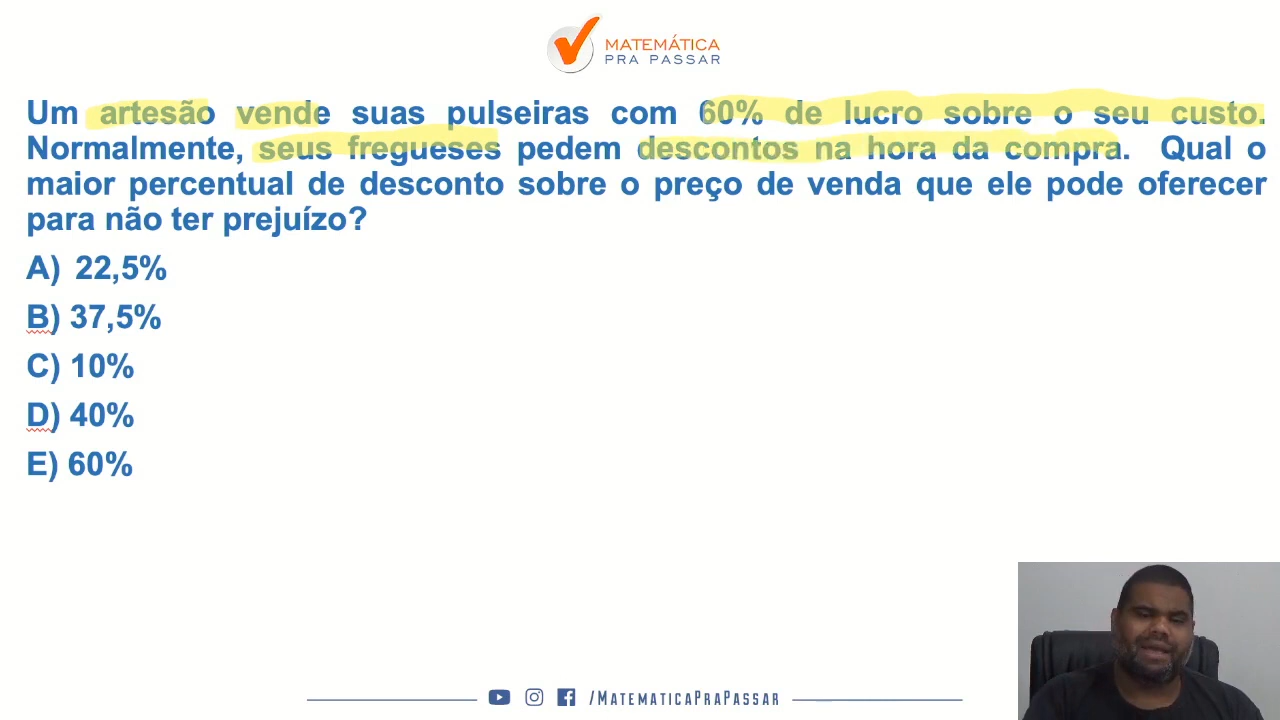 MATEMÁTICA
PRA PASSAR
Um artesão vende suas pulseiras com 60% de lucro sobre o seu custo.
Normalmente, seus fregueses pedem descontos na hora da compra. Qual o
maior percentual de desconto sobre o preço de venda que ele pode oferecer
para não ter prejuízo?
A) 22,5%
B) 37,5%
C) 10%
D) 40%
E) 60%
/MATEMATICAPRAPASSAR